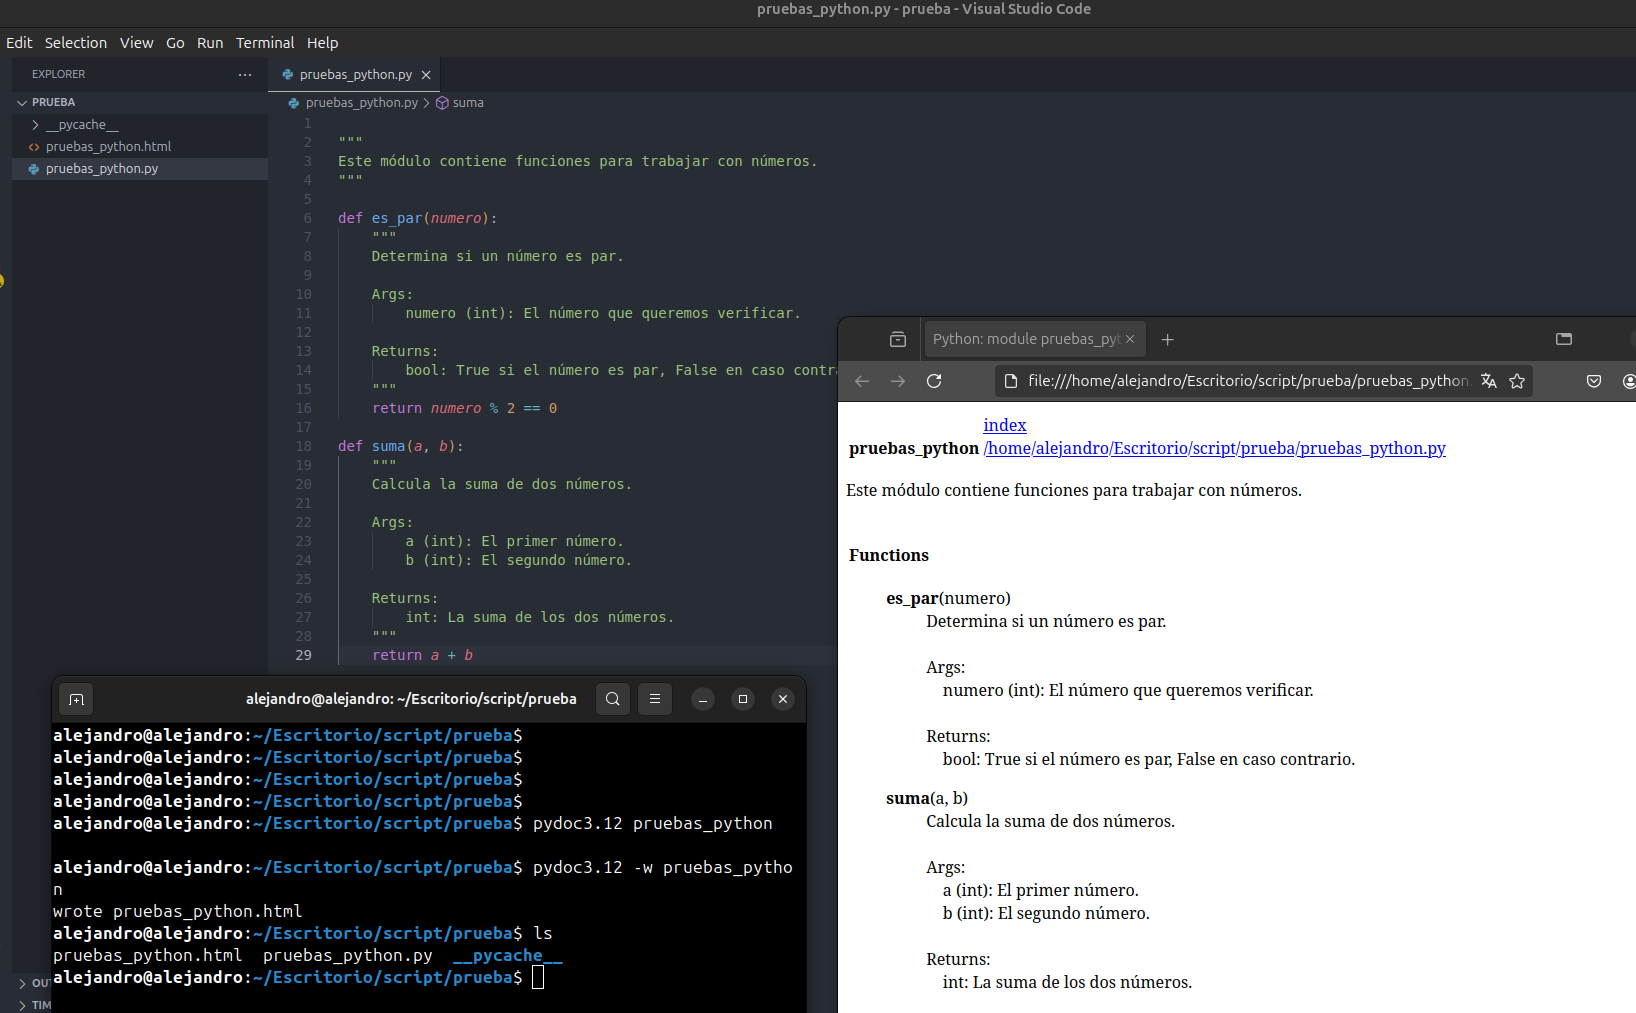 pruebas_python.py - prueba - Visual Studio Code
Edit Selection View Go Run Terminal Help
EXPLORER ···
PRUEBA
__pycache__
pruebas_python.html
pruebas_python.py
pruebas_python.py
pruebas_python.py > suma
1
2 """
3 Este módulo contiene funciones para trabajar con números.
4 """
5
6 def es_par(numero):
7 """
8 Determina si un número es par.
9
10 Args:
11 numero (int): El número que queremos verificar.
12
13 Returns:
14 bool: True si el número es par, False en caso contra
15 """
16 return numero % 2 == 0
17
18 def suma(a, b):
19 """
20 Calcula la suma de dos números.
21
22 Args:
23 a (int): El primer número.
24 b (int): El segundo número.
25
26 Returns:
27 int: La suma de los dos números.
28 """
29 return a + b
OU
TIM
alejandro@alejandro: ~/Escritorio/script/prueba
alejandro@alejandro:~/Escritorio/script/prueba$
alejandro@alejandro:~/Escritorio/script/prueba$
alejandro@alejandro:~/Escritorio/script/prueba$
alejandro@alejandro:~/Escritorio/script/prueba$
alejandro@alejandro:~/Escritorio/script/prueba$ pydoc3.12 pruebas_python
alejandro@alejandro:~/Escritorio/script/prueba$ pydoc3.12 -w pruebas_pytho
n
wrote pruebas_python.html
alejandro@alejandro:~/Escritorio/script/prueba$ ls
pruebas_python.html pruebas_python.py __pycache__
alejandro@alejandro:~/Escritorio/script/prueba$
Python: module pruebas_pyt
file:///home/alejandro/Escritorio/script/prueba/pruebas_python.
index
pruebas_python /home/alejandro/Escritorio/script/prueba/pruebas_python.py
Este módulo contiene funciones para trabajar con números.
Functions
es_par(numero)
Determina si un número es par.
Args:
numero (int): El número que queremos verificar.
Returns:
bool: True si el número es par, False en caso contrario.
suma(a, b)
Calcula la suma de dos números.
Args:
a (int): El primer número.
b (int): El segundo número.
Returns:
int: La suma de los dos números.